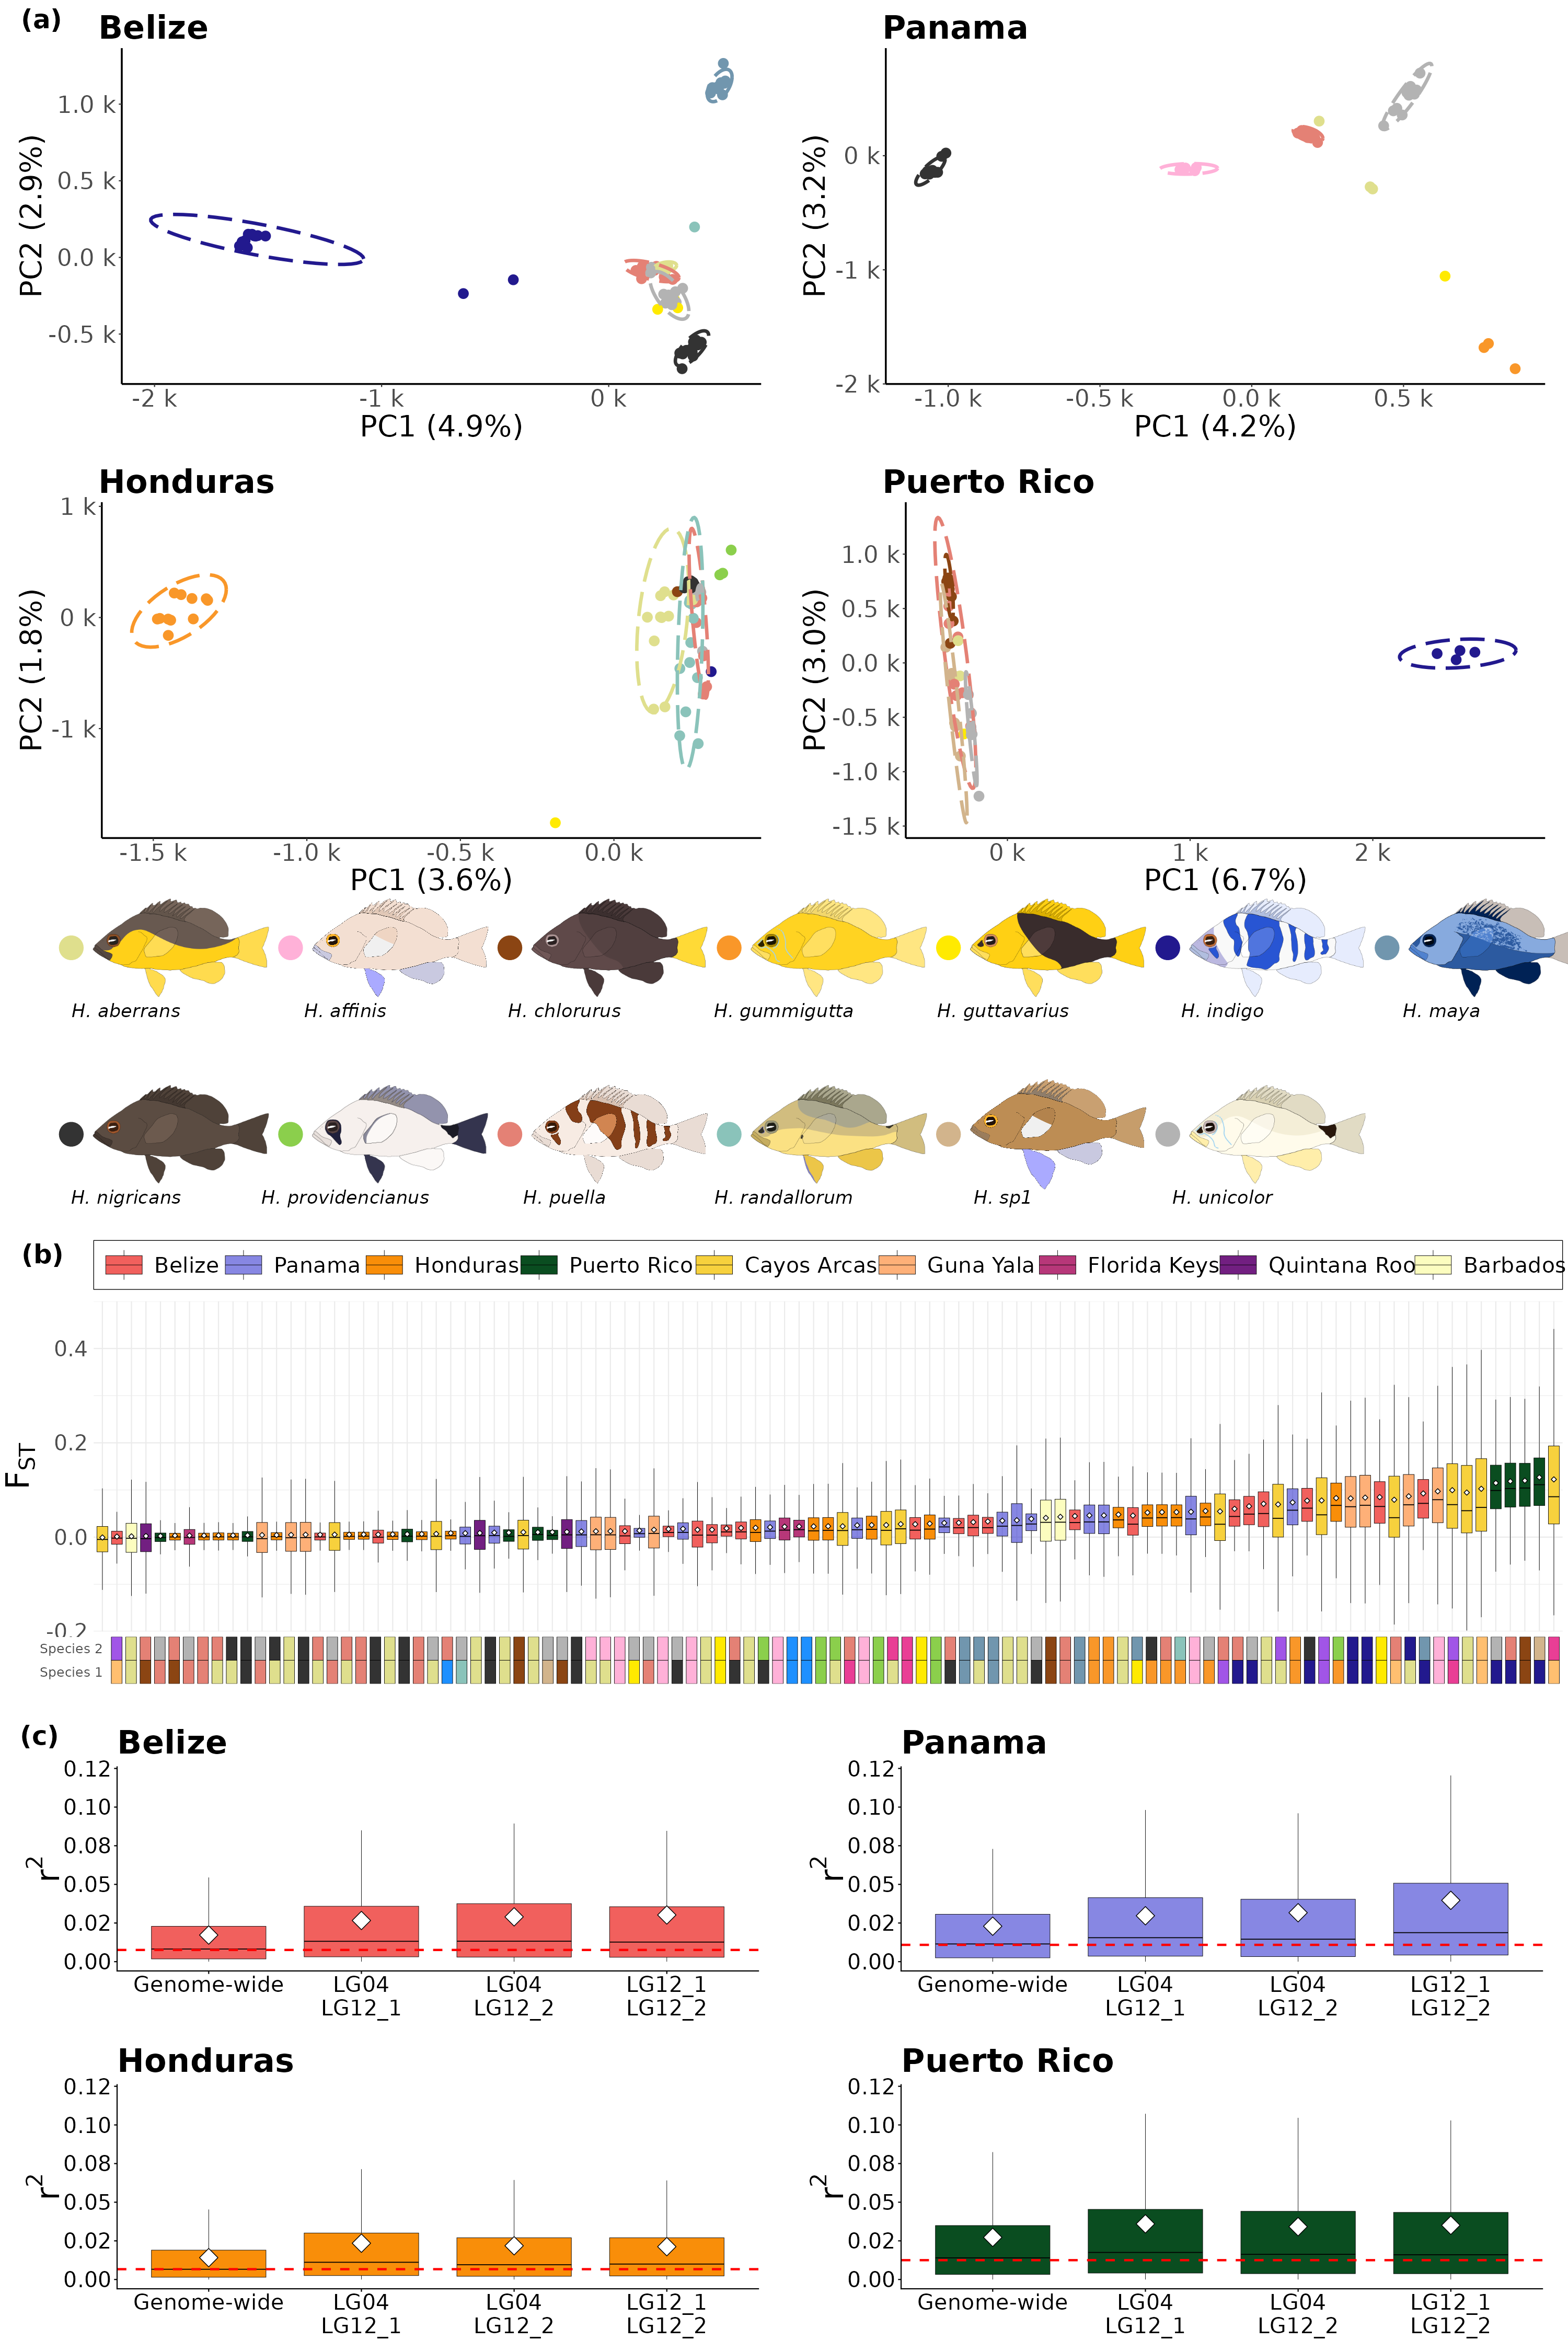 (a)
Belize
PC2 (2.9%)
1.0 k
0.5 k
0.0 k
-0.5 k
-2 k
-1 k
0 k
PC1 (4.9%)
Panama
PC2 (3.2%)
0 k
-1 k
-2 k
-1.0 k
-0.5 k
0.0 k
0.5 k
PC1 (4.2%)
Honduras
PC2 (1.8%)
1 k
0 k
-1 k
-1.5 k
-1.0 k
-0.5 k
0.0 k
PC1 (3.6%)
Puerto Rico
PC2 (3.0%)
1.0 k
0.5 k
0.0 k
-0.5 k
-1.0 k
-1.5 k
0 k
1 k
2 k
PC1 (6.7%)
H. aberrans
H. affinis
H. chlorurus
H. gummigutta
H. guttavarius
H. indigo
H. maya
H. nigricans
H. providencianus
H. puella
H. randallorum
H. sp1
H. unicolor
(b)
Belize
Panama
Honduras
Puerto Rico
Cayos Arcas
Guna Yala
Florida Keys
Quintana Roo
Barbados
FST
0.4
0.2
0.0
-0.2
Species 2
Species 1
(c)
Belize
r2
0.12
0.10
0.08
0.05
0.02
0.00
Genome-wide
LG04
LG12_1
LG04
LG12_2
LG12_1
LG12_2
Panama
r2
0.12
0.10
0.08
0.05
0.02
0.00
Genome-wide
LG04
LG12_1
LG04
LG12_2
LG12_1
LG12_2
Honduras
r2
0.12
0.10
0.08
0.05
0.02
0.00
Genome-wide
LG04
LG12_1
LG04
LG12_2
LG12_1
LG12_2
Puerto Rico
r2
0.12
0.10
0.08
0.05
0.02
0.00
Genome-wide
LG04
LG12_1
LG04
LG12_2
LG12_1
LG12_2